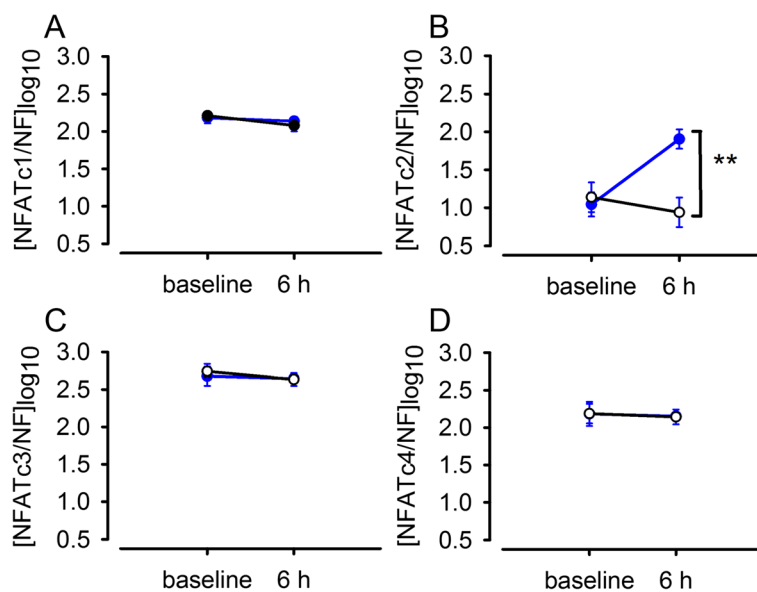 A
[NFATc1/NF]log10
3.0
2.5
2.0
1.5
1.0
0.5
baseline 6 h
B
[NFATc2/NF]log10
3.0
2.5
2.0
1.5
1.0
0.5
**
baseline 6 h
C
[NFATc3/NF]log10
3.0
2.5
2.0
1.5
1.0
0.5
baseline 6 h
D
[NFATc4/NF]log10
3.0
2.5
2.0
1.5
1.0
0.5
baseline 6 h